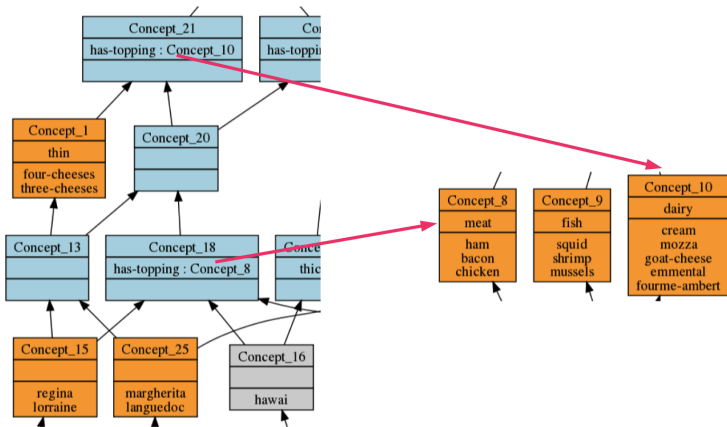 Concept_21
has-topping : Concept_10
Concept_1
thin
four-cheeses
three-cheeses
Concept_20
Concept_13
Concept_18
has-topping : Concept_8
Concept_15
regina
lorraine
Concept_25
margherita
languedoc
Concept_16
hawai
Concept_8
meat
ham
bacon
chicken
Concept_9
fish
squid
shrimp
mussels
Concept_10
dairy
cream
mozza
goat-cheese
emmental
fourme-ambert